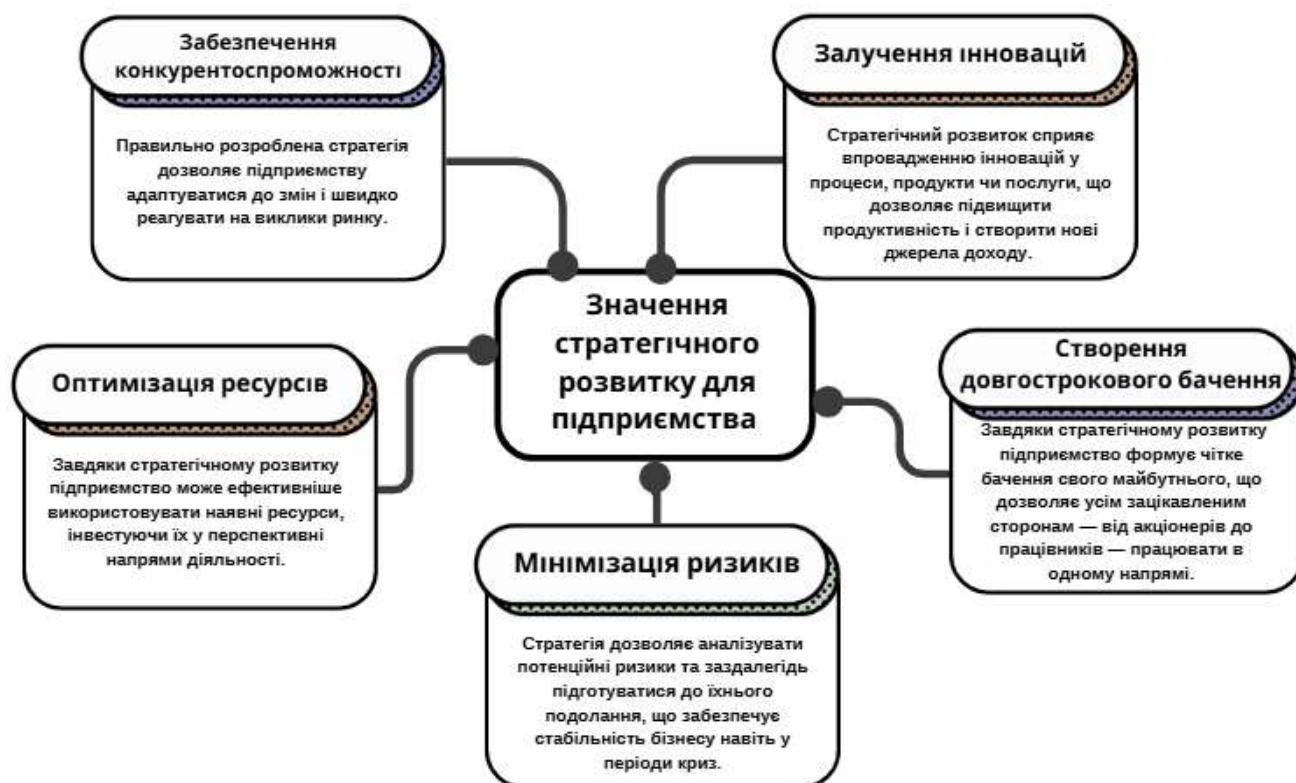 Забезпечення
конкурентоспроможності
Правильно розроблена стратегія
дозволяє підприємству
адаптуватися до змін і швидко
реагувати на виклики ринку.
Залучення інновацій
Стратегічний розвиток сприяє
впровадженню інновацій у
процеси, продукти чи послуги, що
дозволяє підвищити
продуктивність і створити нові
джерела доходу.
Значення
стратегічного
розвитку для
підприємства
Оптимізація ресурсів
Завдяки стратегічному розвитку
підприємство може ефективніше
використовувати наявні ресурси,
інвестуючи їх у перспективні
напрями діяльності.
Створення
довгострокового бачення
Завдяки стратегічному розвитку
підприємство формує чітке
бачення свого майбутнього, що
дозволяє усім зацікавленим
сторонам — від акціонерів до
працівників — працювати в
одному напрямі.
Мінімізація ризиків
Стратегія дозволяє аналізувати
потенційні ризики та заздалегідь
підготуватися до їхнього
подолання, що забезпечує
стабільність бізнесу навіть у
періоди криз.